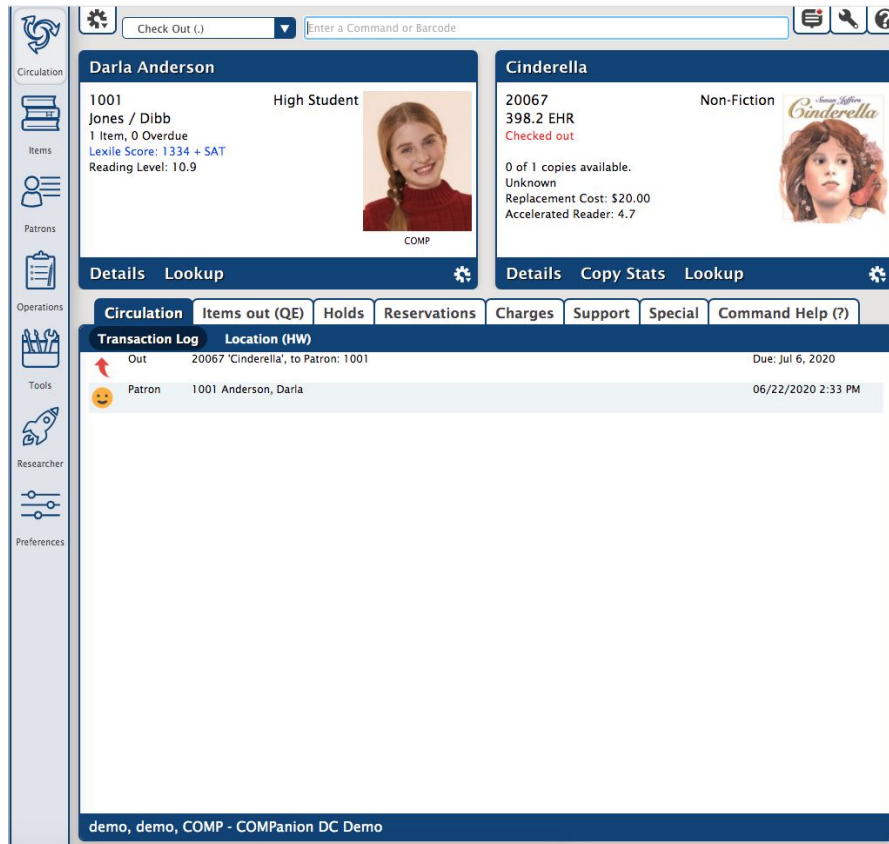 Check Out (.)
Enter a Command or Barcode
Circulation
Items
Patrons
Operations
Tools
Researcher
Preferences
Darla Anderson
1001 High Student
Jones / Dibb
1 Item, 0 Overdue
Lexile Score: 1334 + SAT
Reading Level: 10.9
COMP
Details Lookup
Cinderella
20067 Non-Fiction
398.2 EHR
Checked out
0 of 1 copies available.
Unknown
Replacement Cost: $20.00
Accelerated Reader: 4.7
Susan Jeffers
Cinderella
Details Copy Stats Lookup
Circulation Items out (QE) Holds Reservations Charges Support Special Command Help (?)
Transaction Log Location (HW)
Out 20067 'Cinderella', to Patron: 1001 Due: Jul 6, 2020
Patron 1001 Anderson, Darla 06/22/2020 2:33 PM
demo, demo, COMP - COMPanion DC Demo